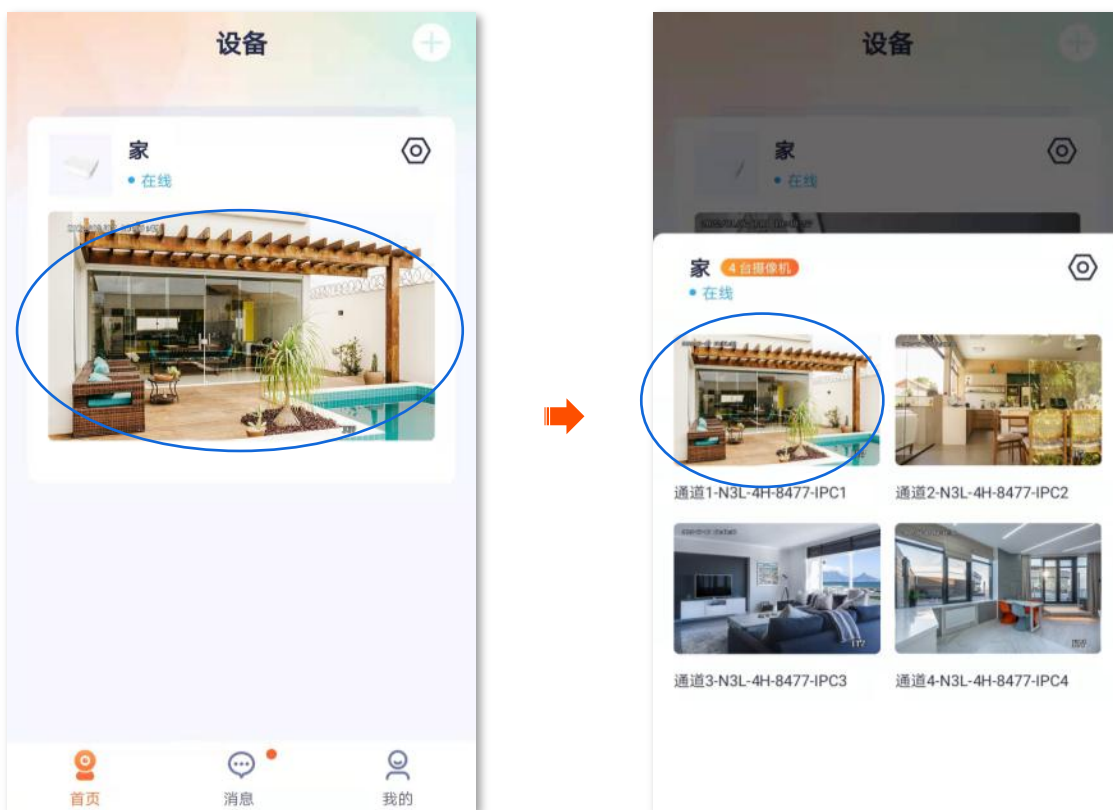 设备
家
在线
首页
消息
我的
设备
家
在线
家
4 台摄像机
在线
通道1-N3L-4H-8477-IPC1
通道2-N3L-4H-8477-IPC2
通道3-N3L-4H-8477-IPC3
通道4-N3L-4H-8477-IPC4